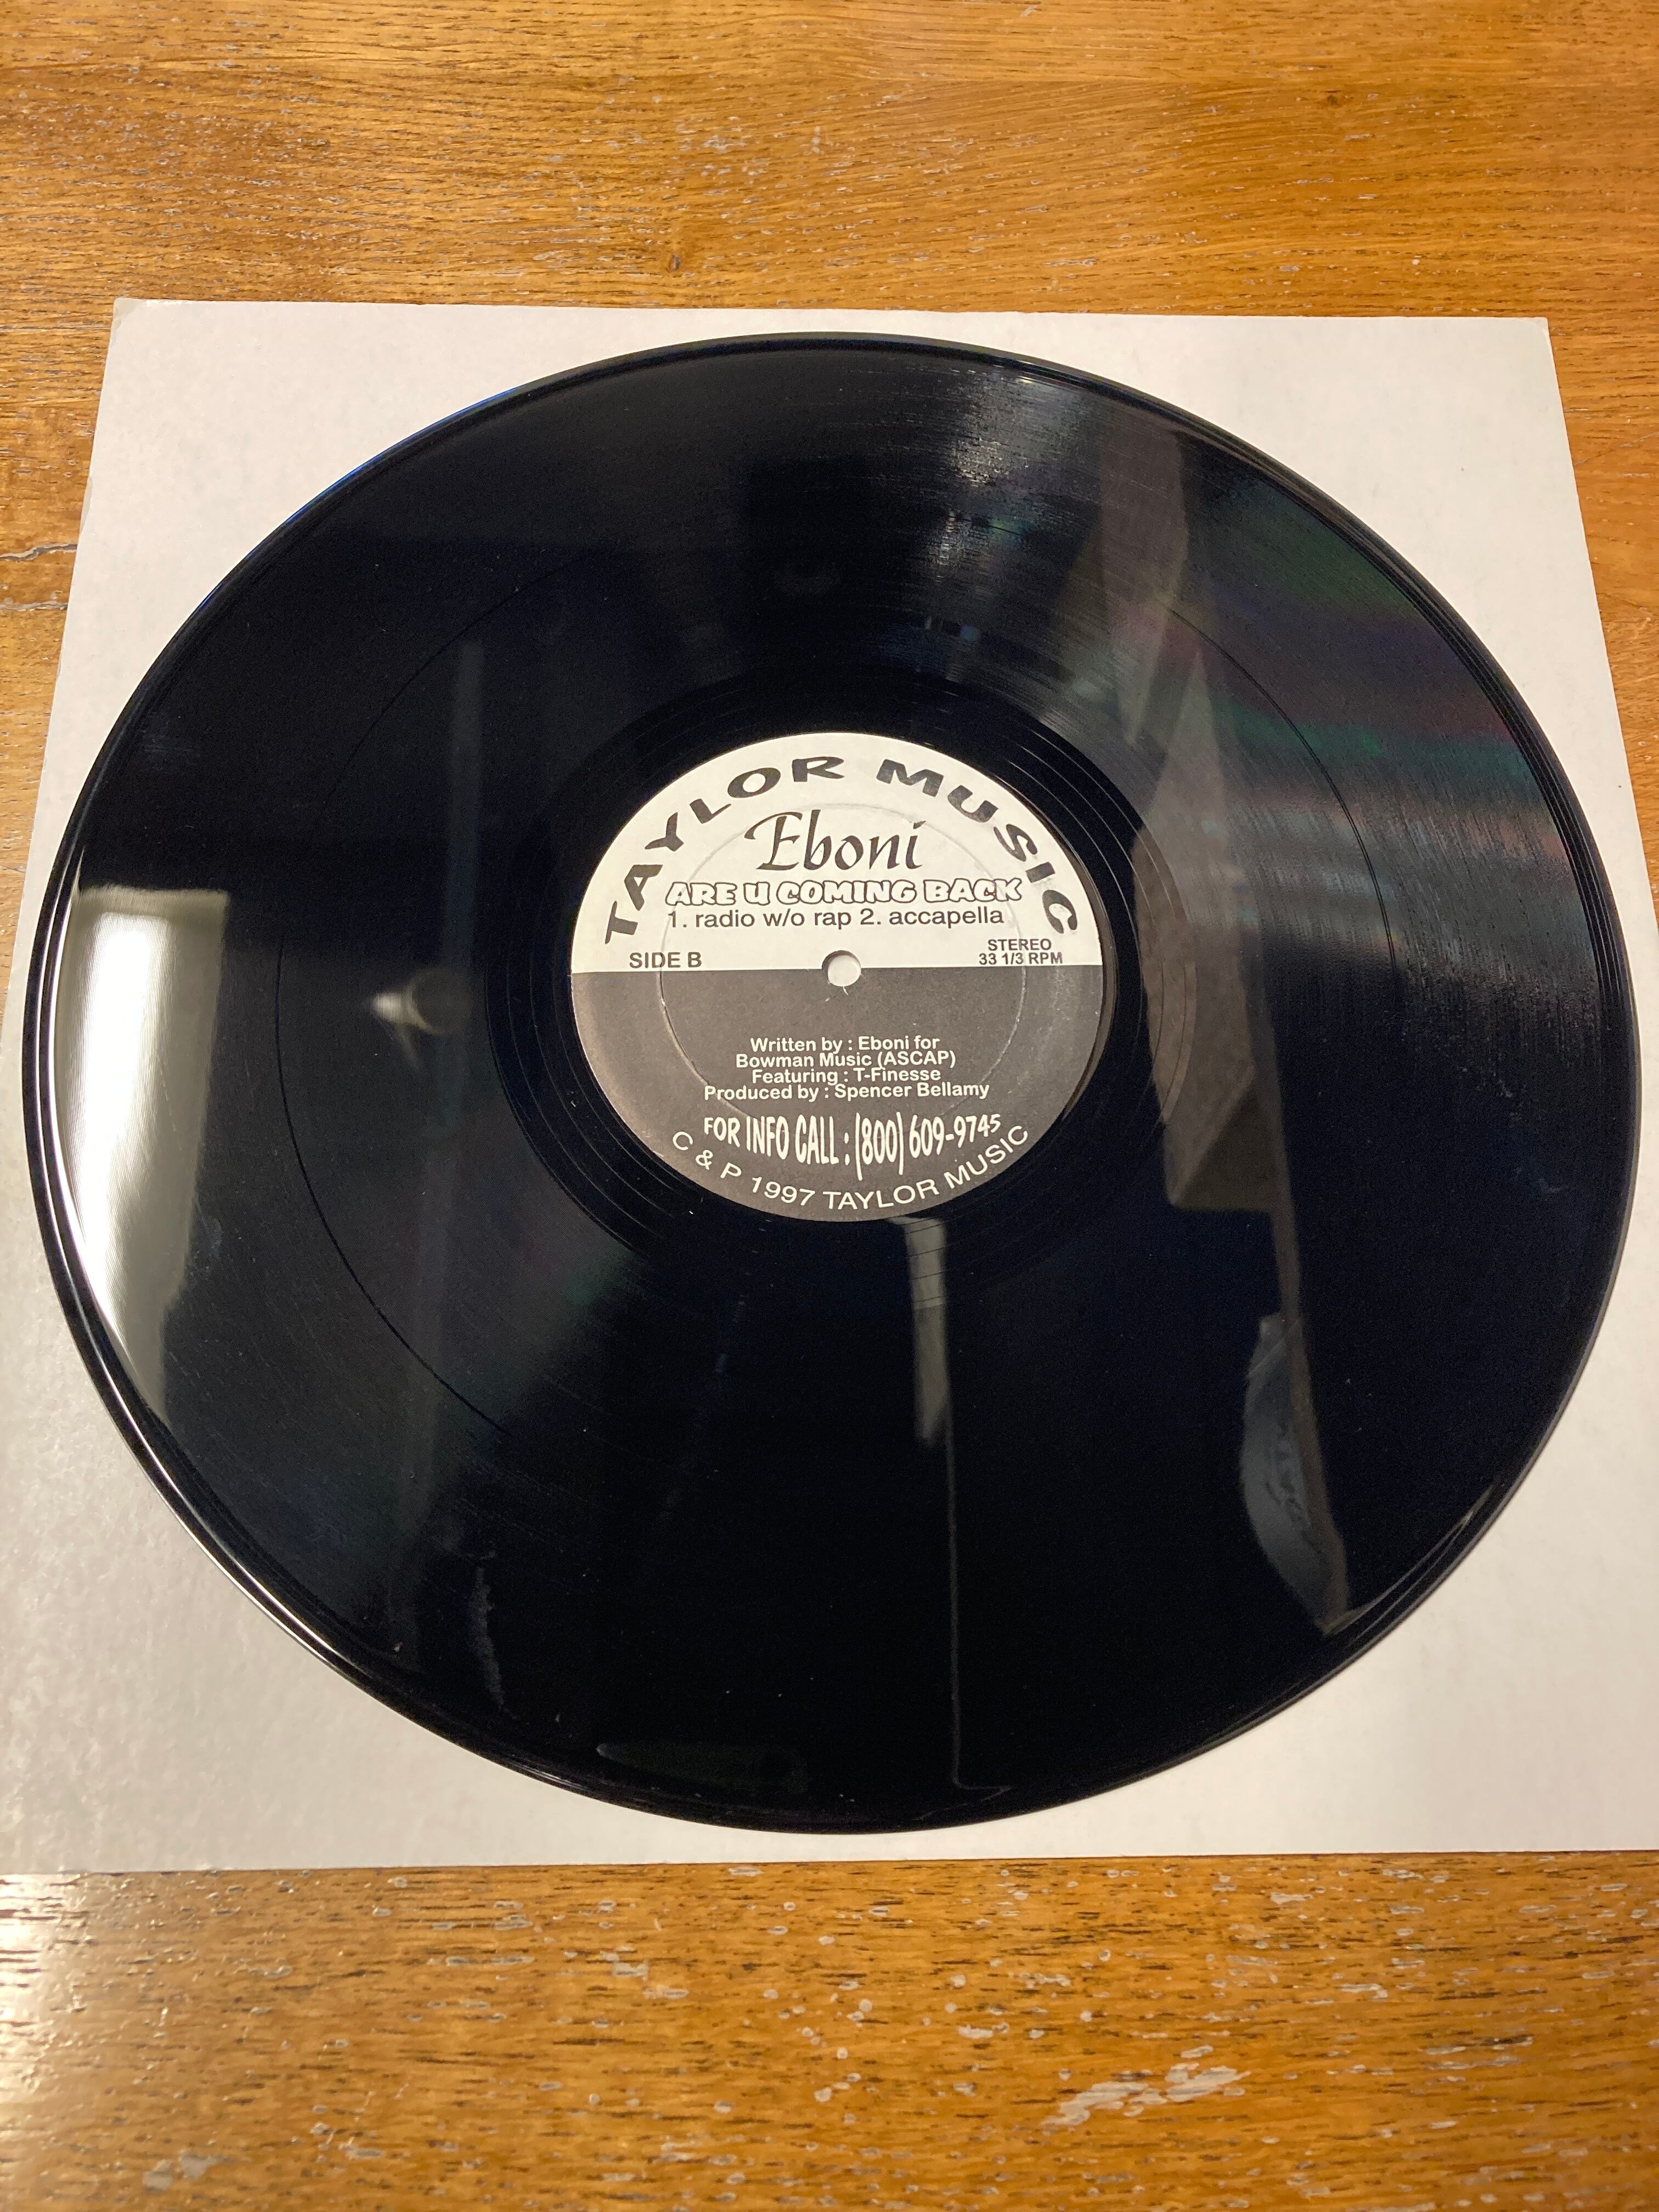 TAYLOR MUSIC
Eboni
ARE U COMING BACK
1. radio w/o rap 2. accapella
SIDE B
STEREO
33 1/3 RPM
Written by : Eboni for
Bowman Music (ASCAP)
Featuring : T-Finesse
Produced by : Spencer Bellamy
FOR INFO CALL : (800) 609-9745
C & P 1997 TAYLOR MUSIC